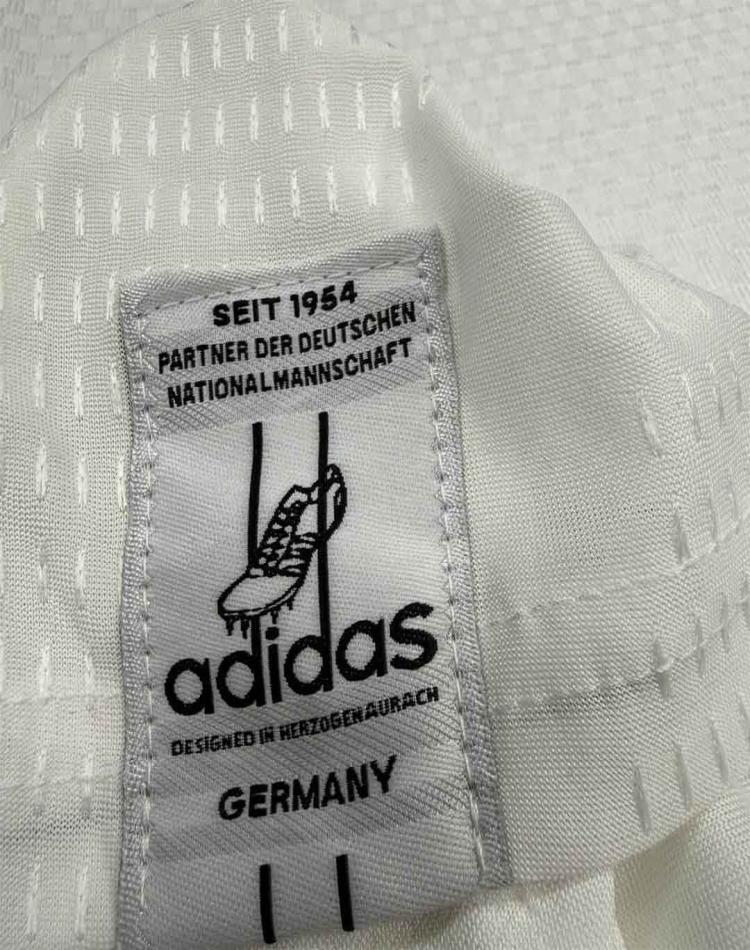 SEIT 1954
PARTNER DER DEUTSCHEN
NATIONALMANNSCHAFT
adidas
DESIGNED IN HERZOGENAURACH
GERMANY